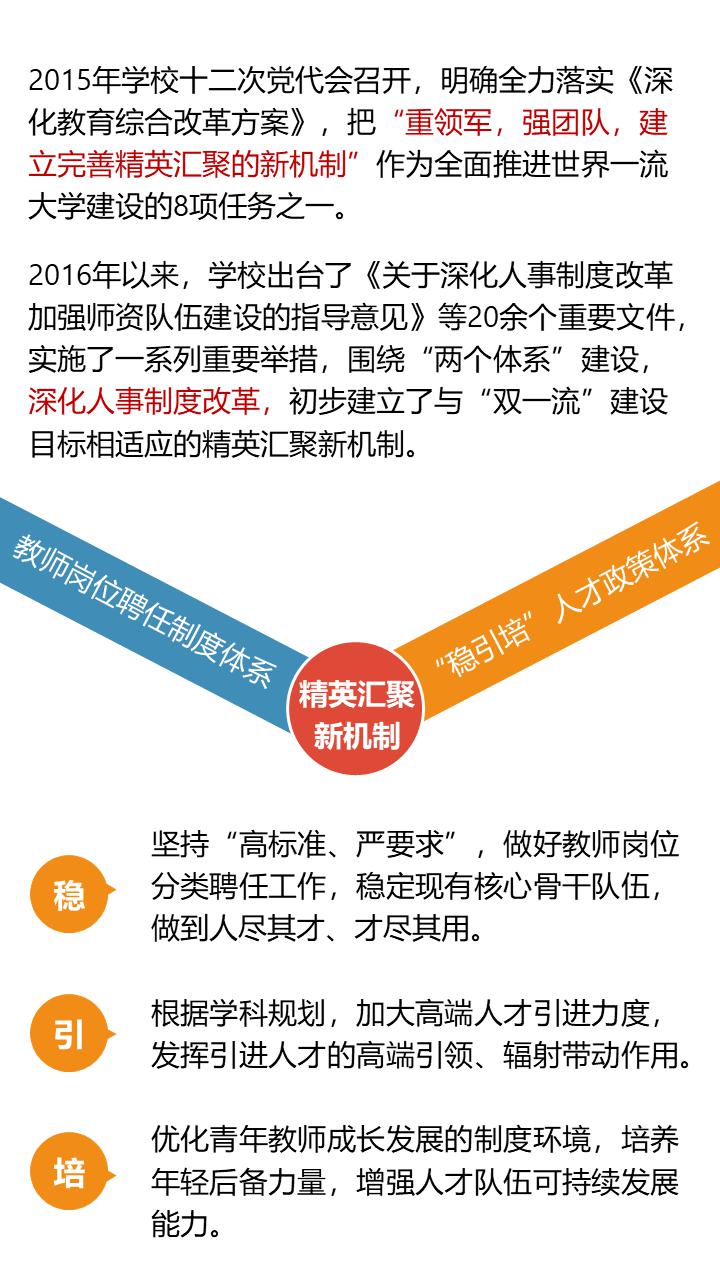 2015年学校十二次党代会召开，明确全力落实《深
化教育综合改革方案》，把“重领军，强团队，建
立完善精英汇聚的新机制”作为全面推进世界一流
大学建设的8项任务之一。
2016年以来，学校出台了《关于深化人事制度改革
加强师资队伍建设的指导意见》等20余个重要文件，
实施了一系列重要举措，围绕“两个体系”建设，
深化人事制度改革，初步建立了与“双一流”建设
目标相适应的精英汇聚新机制。
教师岗位聘任制度体系
“稳引培”人才政策体系
精英汇聚
新机制
稳
坚持“高标准、严要求”，做好教师岗位
分类聘任工作，稳定现有核心骨干队伍，
做到人尽其才、才尽其用。
引
根据学科规划，加大高端人才引进力度，
发挥引进人才的高端引领、辐射带动作用。
培
优化青年教师成长发展的制度环境，培养
年轻后备力量，增强人才队伍可持续发展
能力。